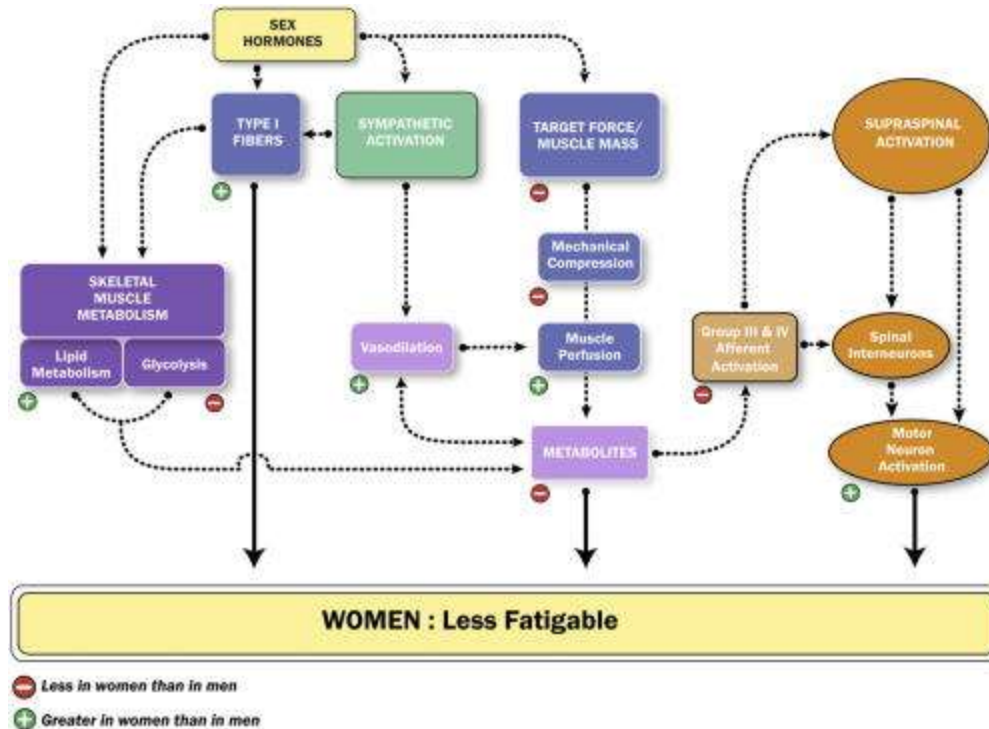 SEX
HORMONES
TYPE I
FIBERS
SYMPATHETIC
ACTIVATION
TARGET FORCE/
MUSCLE MASS
SUPRASPINAL
ACTIVATION
Mechanical
Compression
SKELETAL
MUSCLE
METABOLISM
Lipid
Metabolism
Glycolysis
Vasodilation
Muscle
Perfusion
Group III & IV
Afferent
Activation
Spinal
Interneurons
METABOLITES
Motor
Neuron
Activation
WOMEN : Less Fatigable
Less in women than in men
Greater in women than in men